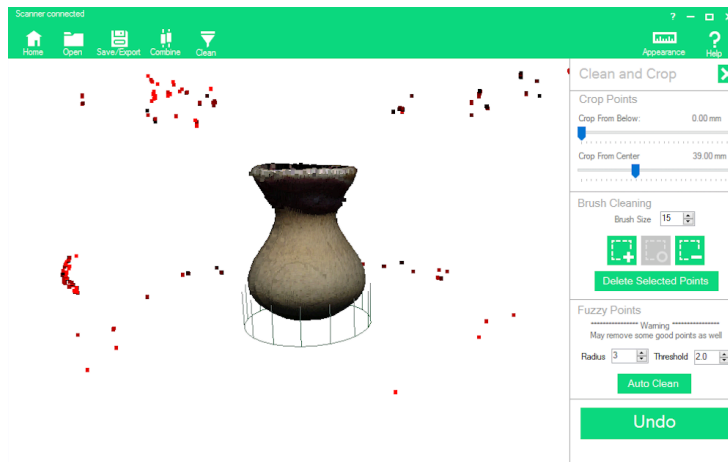 Scanner connected
Home Open Save/Export Combine Clean Appearance Help
Clean and Crop
Crop Points
Crop From Below: 0.00 mm
Crop From Center 39.00 mm
Brush Cleaning
Brush Size 15
Delete Selected Points
Fuzzy Points
**************** Warning ****************
May remove some good points as well
Radius 3 Threshold 2.0
Auto Clean
Undo